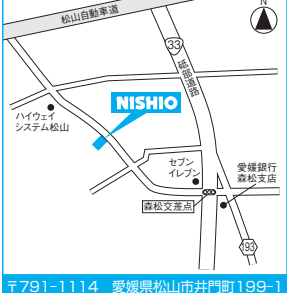 N
松山自動車道
33
砥部道路
NISHIO
ハイウェイ
システム松山
セブン
イレブン
愛媛銀行
森松支店
森松交差点
193
〒791-1114 愛媛県松山市井門町199-1